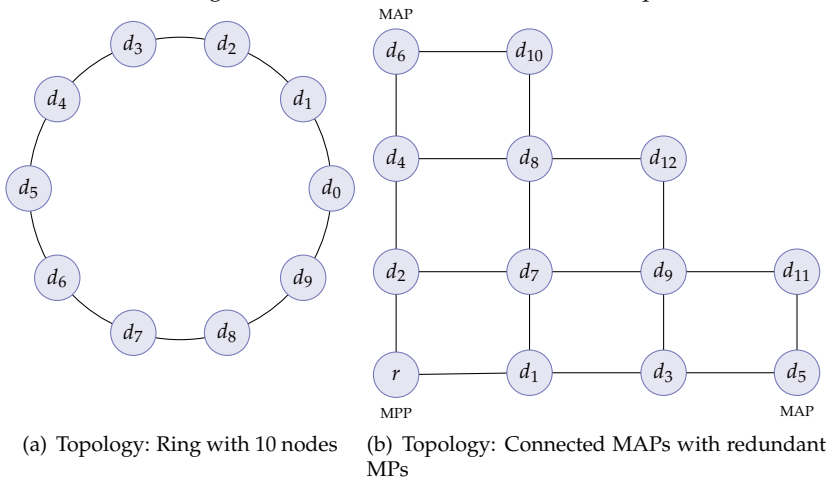 MAP
d3 d2 d6 d10
d4 d1
d4 d8 d12
d5 d0
d2 d7 d9 d11
d6 d9
d7 d8
r d1 d3 d5
MPP MAP
(a) Topology: Ring with 10 nodes (b) Topology: Connected MAPs with redundant
MPs